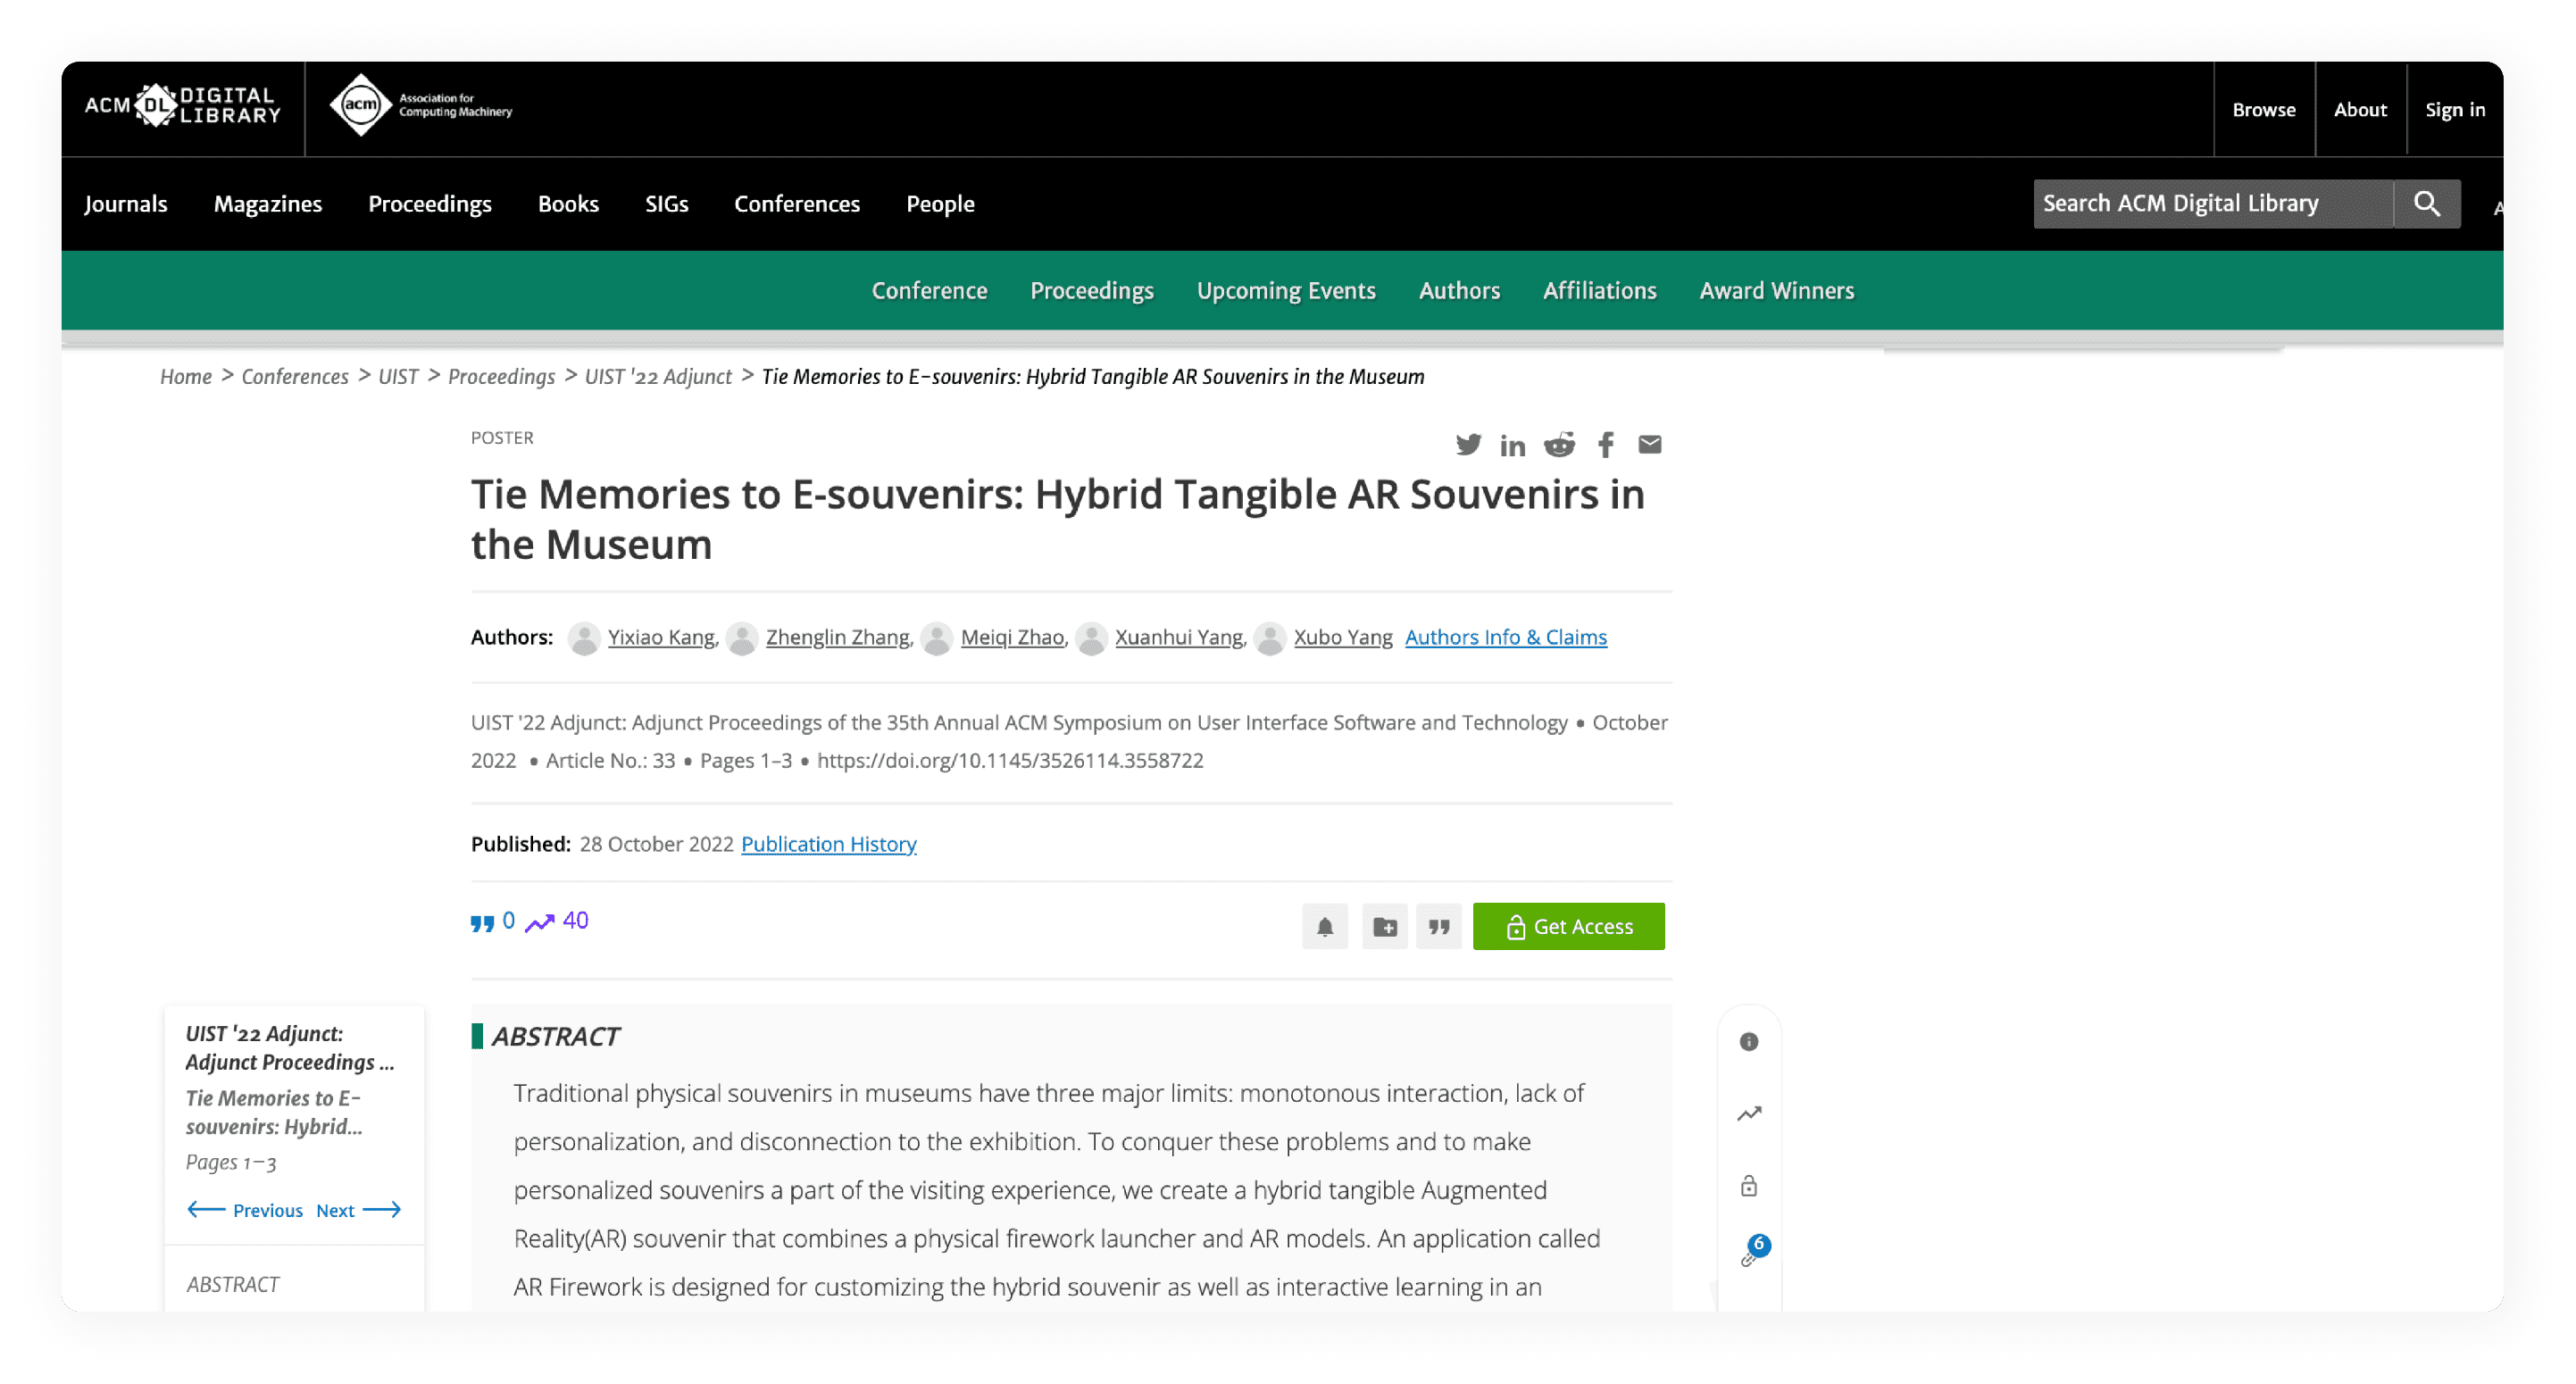 ACM DL DIGITAL LIBRARY
acm Association for Computing Machinery
Browse About Sign in
Journals Magazines Proceedings Books SIGs Conferences People
Search ACM Digital Library
Conference Proceedings Upcoming Events Authors Affiliations Award Winners
Home > Conferences > UIST > Proceedings > UIST '22 Adjunct > Tie Memories to E-souvenirs: Hybrid Tangible AR Souvenirs in the Museum
POSTER
Tie Memories to E-souvenirs: Hybrid Tangible AR Souvenirs in
the Museum
Authors: Yixiao Kang, Zhenglin Zhang, Meiqi Zhao, Xuanhui Yang, Xubo Yang Authors Info & Claims
UIST '22 Adjunct: Adjunct Proceedings of the 35th Annual ACM Symposium on User Interface Software and Technology • October
2022 • Article No.: 33 • Pages 1–3 • https://doi.org/10.1145/3526114.3558722
Published: 28 October 2022 Publication History
0 40
Get Access
UIST '22 Adjunct:
Adjunct Proceedings ...
Tie Memories to E-
souvenirs: Hybrid...
Pages 1–3
Previous Next
ABSTRACT
ABSTRACT
Traditional physical souvenirs in museums have three major limits: monotonous interaction, lack of
personalization, and disconnection to the exhibition. To conquer these problems and to make
personalized souvenirs a part of the visiting experience, we create a hybrid tangible Augmented
Reality(AR) souvenir that combines a physical firework launcher and AR models. An application called
AR Firework is designed for customizing the hybrid souvenir as well as interactive learning in an
6